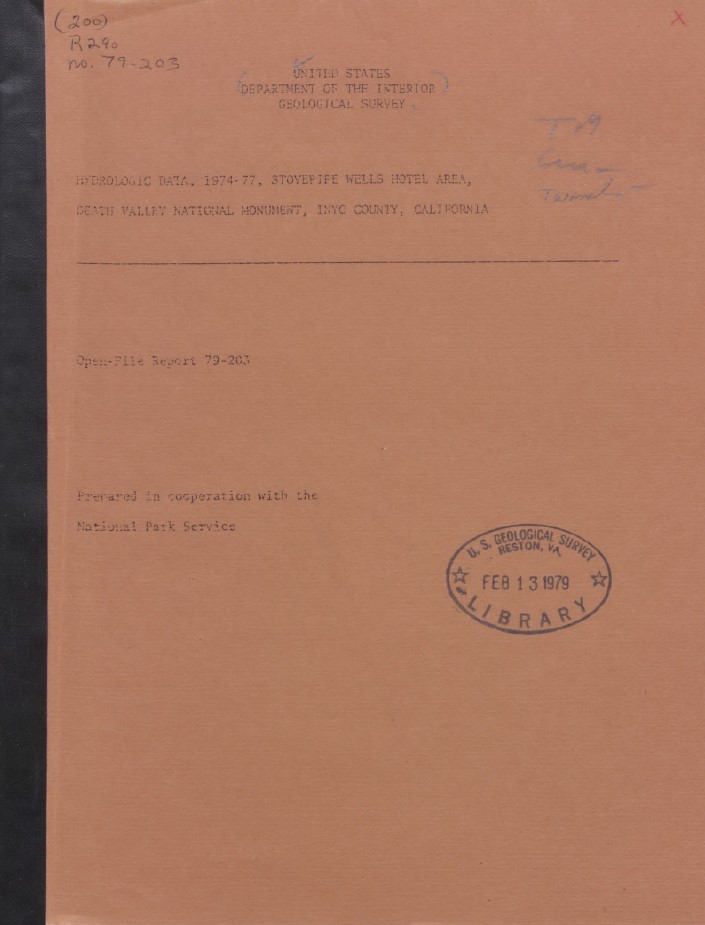 (200)
R290
no. 79-203
X
UNITED STATES
DEPARTMENT OF THE INTERIOR
GEOLOGICAL SURVEY
HYDROLOGIC DATA, 1974-77, STOVEPIPE WELLS HOTEL AREA,
DEATH VALLEY NATIONAL MONUMENT, INYO COUNTY, CALIFORNIA
Open-File Report 79-203
Prepared in cooperation with the
National Park Service
U. S. GEOLOGICAL SURVEY
RESTON, VA.
FEB 13 1979
LIBRARY